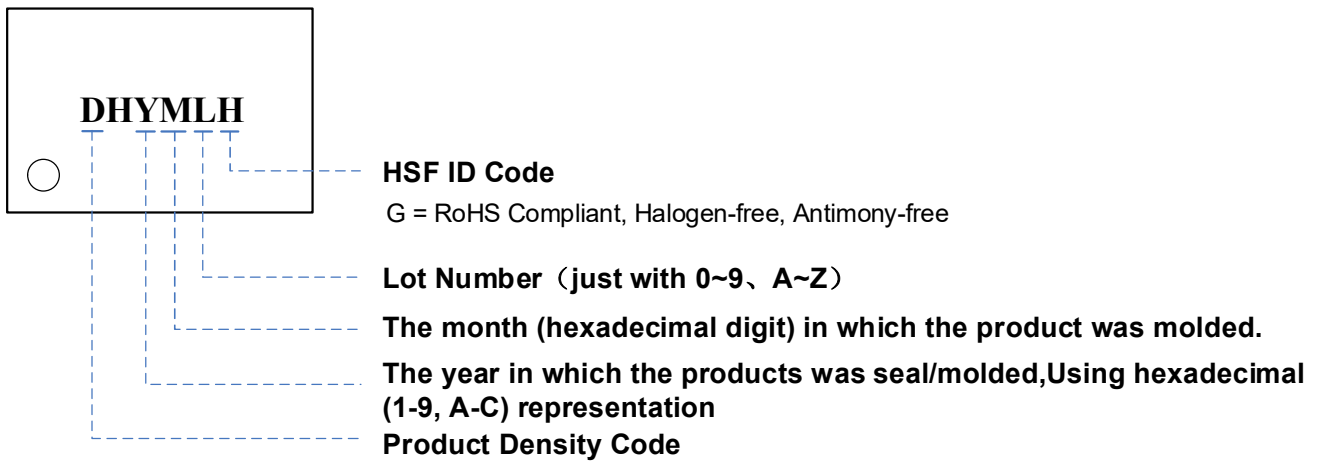 DHYMLH
HSF ID Code
G = RoHS Compliant, Halogen-free, Antimony-free
Lot Number（just with 0~9、A~Z）
The month (hexadecimal digit) in which the product was molded.
The year in which the products was seal/molded,Using hexadecimal
(1-9, A-C) representation
Product Density Code